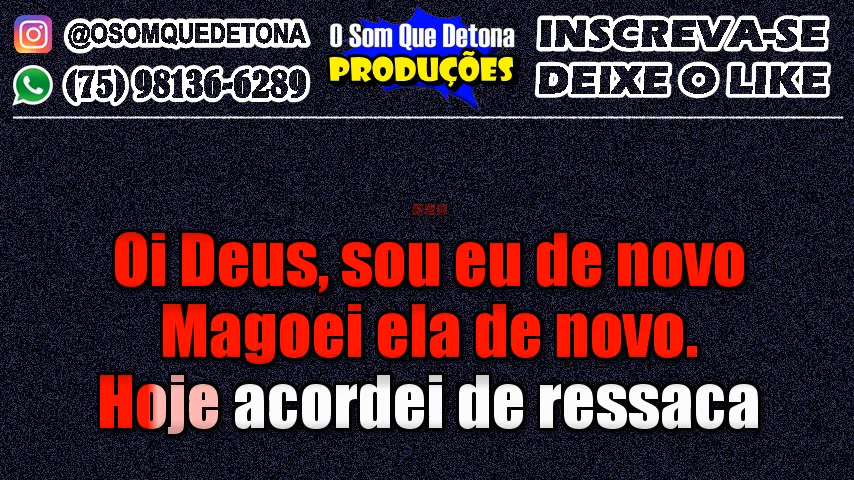 @OSOMQUEDETONA
(75) 98136-6289
O Som Que Detona
PRODUÇÕES
INSCREVA-SE
DEIXE O LIKE
Oi Deus, sou eu de novo
Magoei ela de novo.
Hoje acordei de ressaca